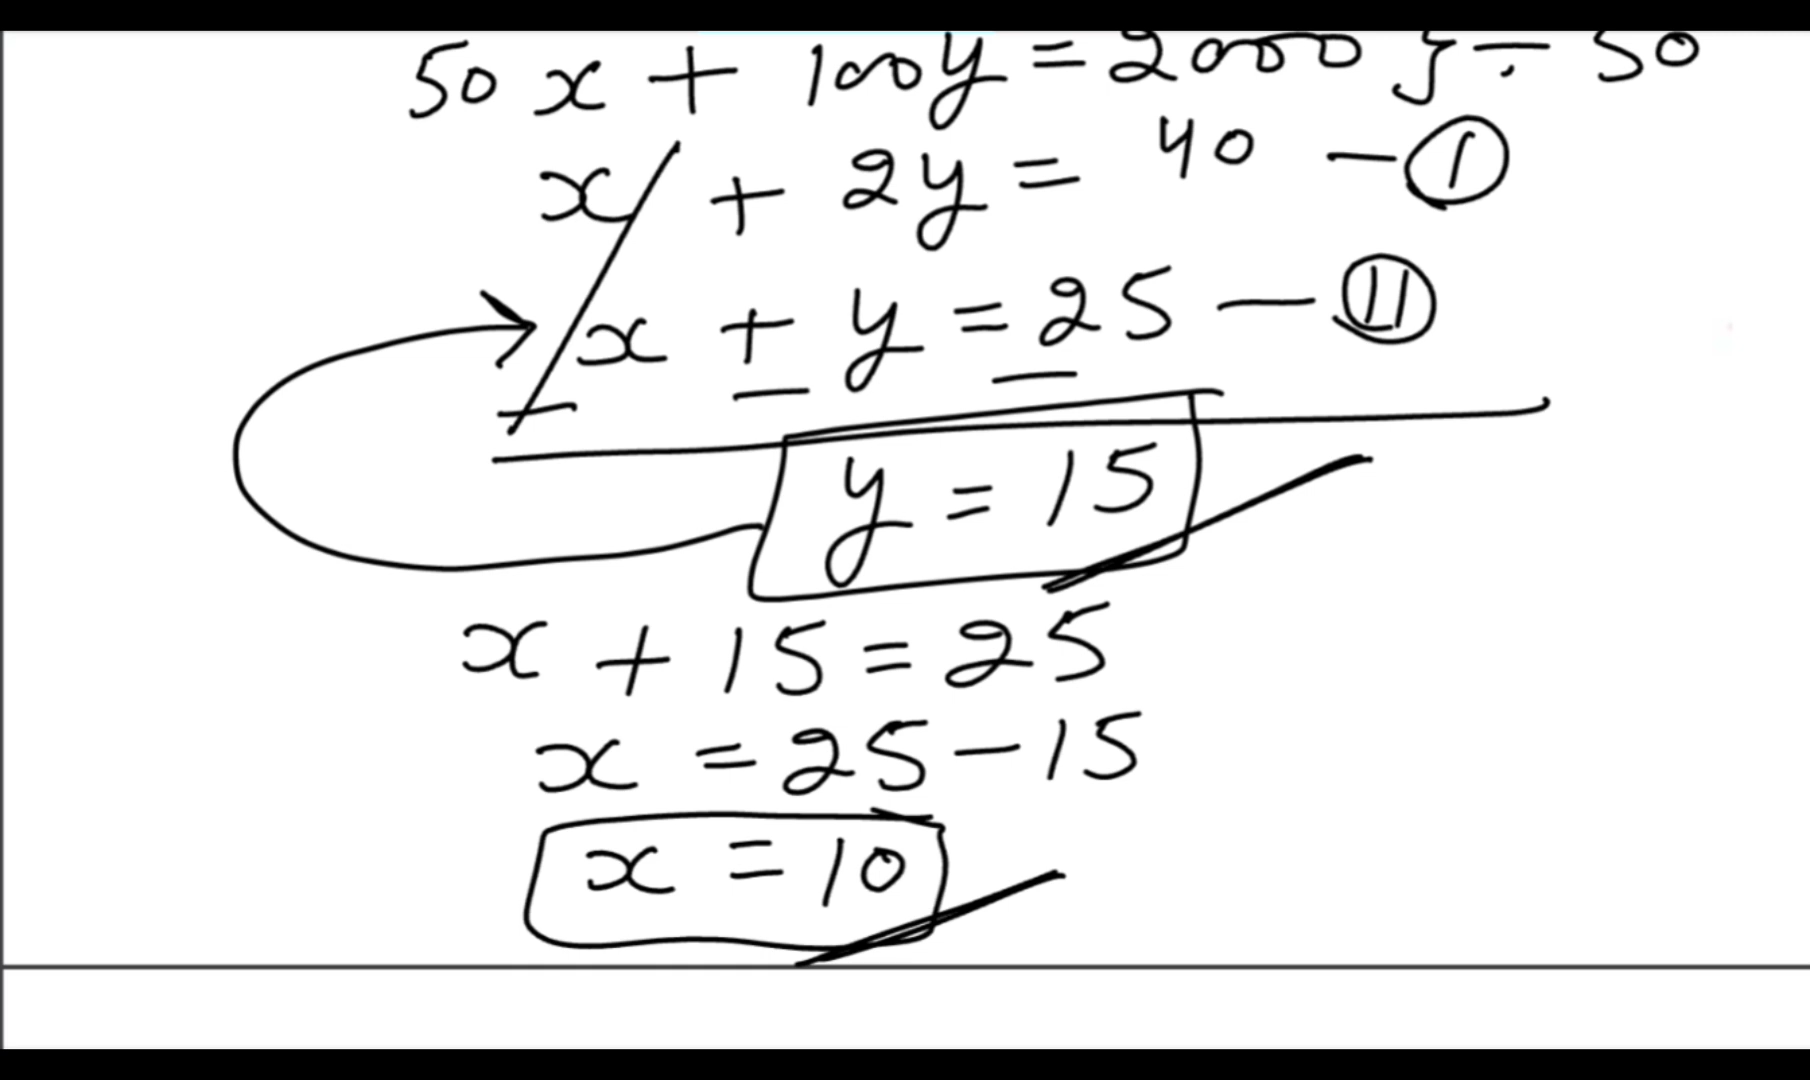 50x + 100y = 2000} ÷ 50
x + 2y = 40 — (I)
x + y = 25 — (II)
— — —
y = 15
x + 15 = 25
x = 25 – 15
x = 10